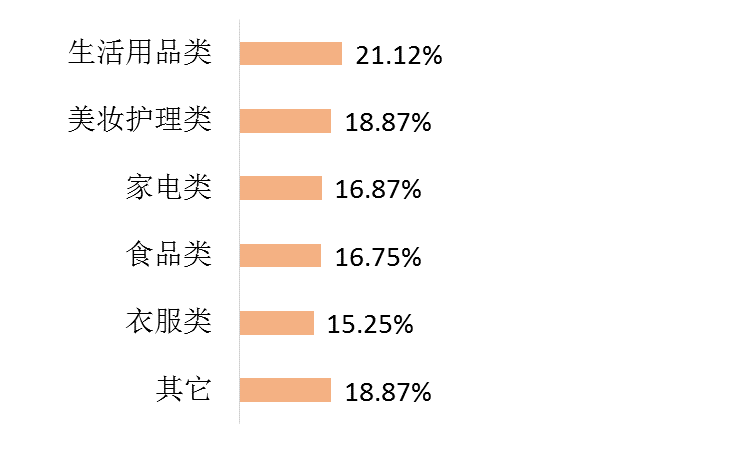 生活用品类 21.12%
美妆护理类 18.87%
家电类 16.87%
食品类 16.75%
衣服类 15.25%
其它 18.87%